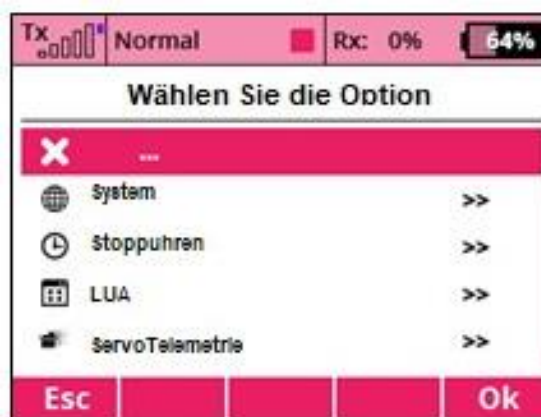 Tx Normal Rx: 0% 64%
Wählen Sie die Option
...
System >>
Stoppuhren >>
LUA >>
ServoTelemetrie >>
Esc Ok